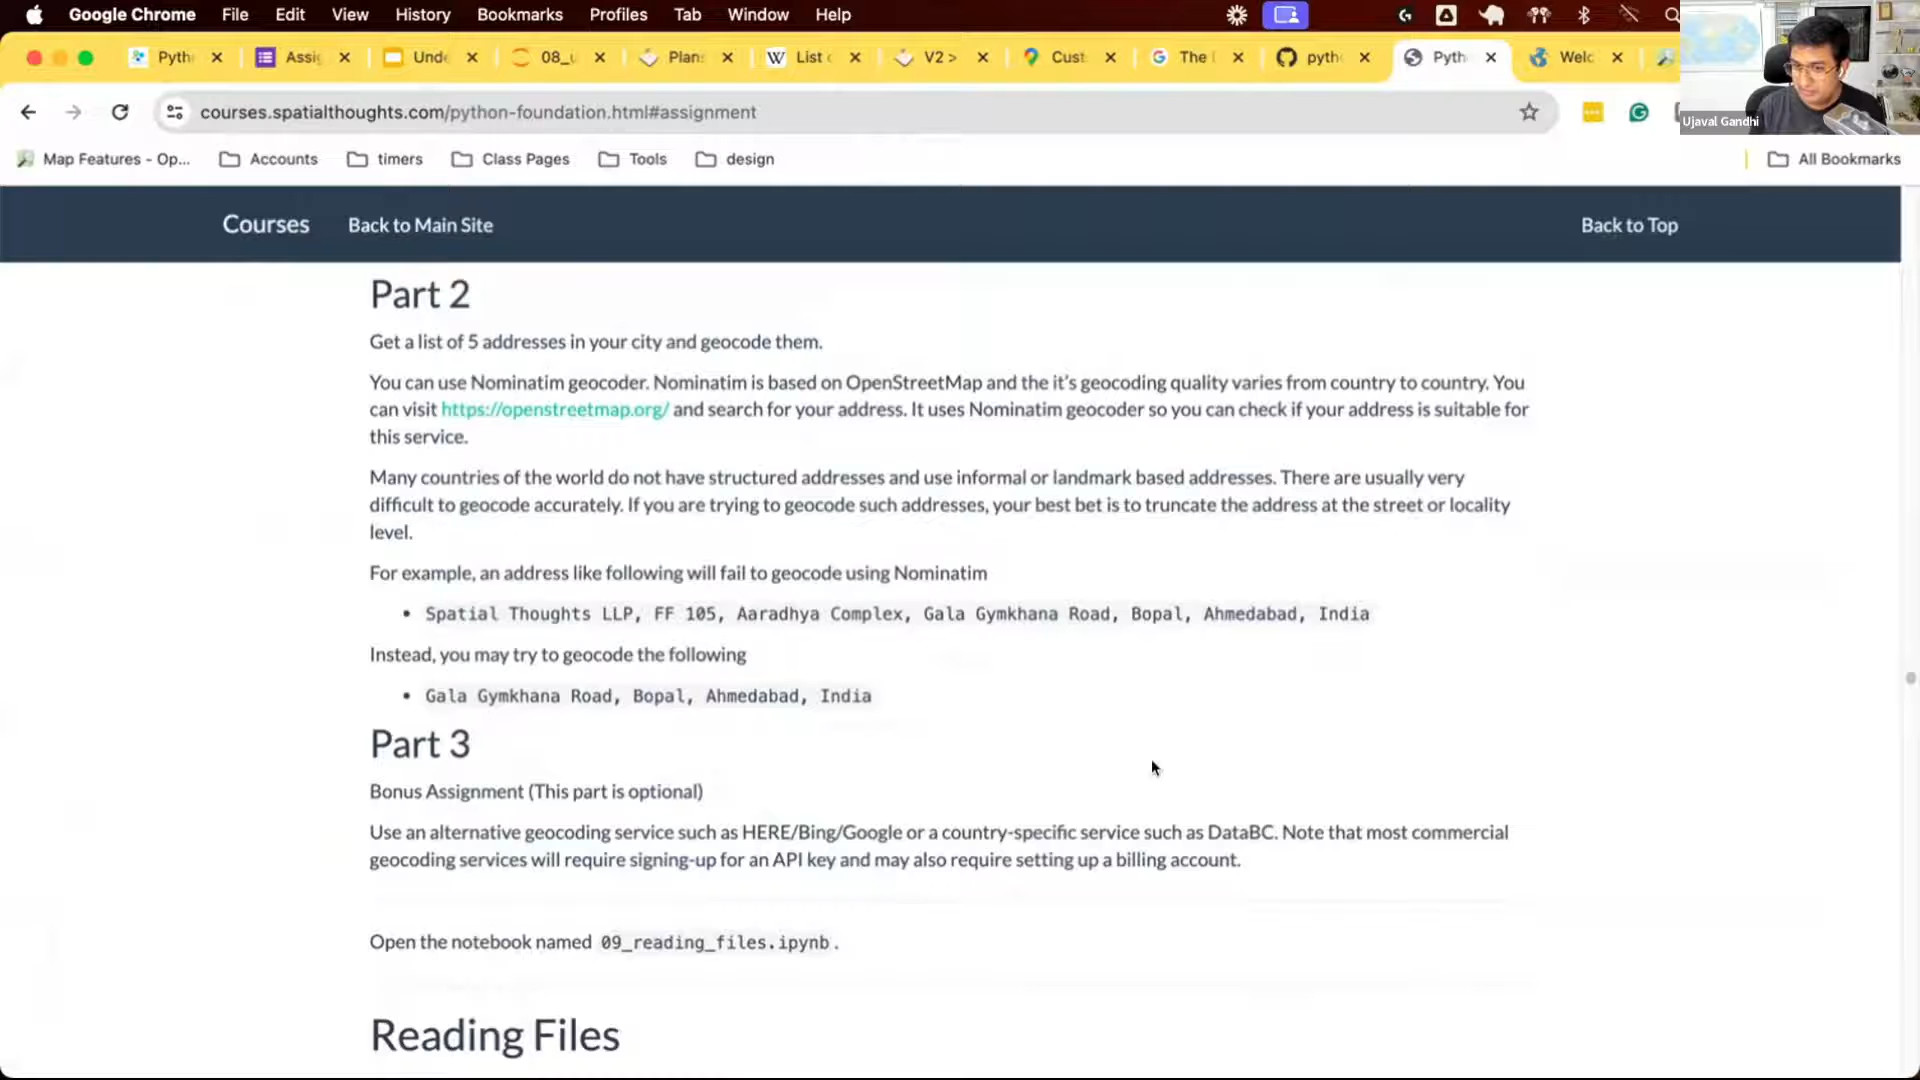 Google Chrome File Edit View History Bookmarks Profiles Tab Window Help
Pyth Assi Und 08_u Plan List V2 > Cust The pyth Pyth Welc
courses.spatialthoughts.com/python-foundation.html#assignment
Ujaval Gandhi
Map Features - Op... Accounts timers Class Pages Tools design All Bookmarks
Courses Back to Main Site Back to Top
Part 2
Get a list of 5 addresses in your city and geocode them.
You can use Nominatim geocoder. Nominatim is based on OpenStreetMap and the it's geocoding quality varies from country to country. You
can visit https://openstreetmap.org/ and search for your address. It uses Nominatim geocoder so you can check if your address is suitable for
this service.
Many countries of the world do not have structured addresses and use informal or landmark based addresses. There are usually very
difficult to geocode accurately. If you are trying to geocode such addresses, your best bet is to truncate the address at the street or locality
level.
For example, an address like following will fail to geocode using Nominatim
• Spatial Thoughts LLP, FF 105, Aaradhya Complex, Gala Gymkhana Road, Bopal, Ahmedabad, India
Instead, you may try to geocode the following
• Gala Gymkhana Road, Bopal, Ahmedabad, India
Part 3
Bonus Assignment (This part is optional)
Use an alternative geocoding service such as HERE/Bing/Google or a country-specific service such as DataBC. Note that most commercial
geocoding services will require signing-up for an API key and may also require setting up a billing account.
Open the notebook named 09_reading_files.ipynb.
Reading Files